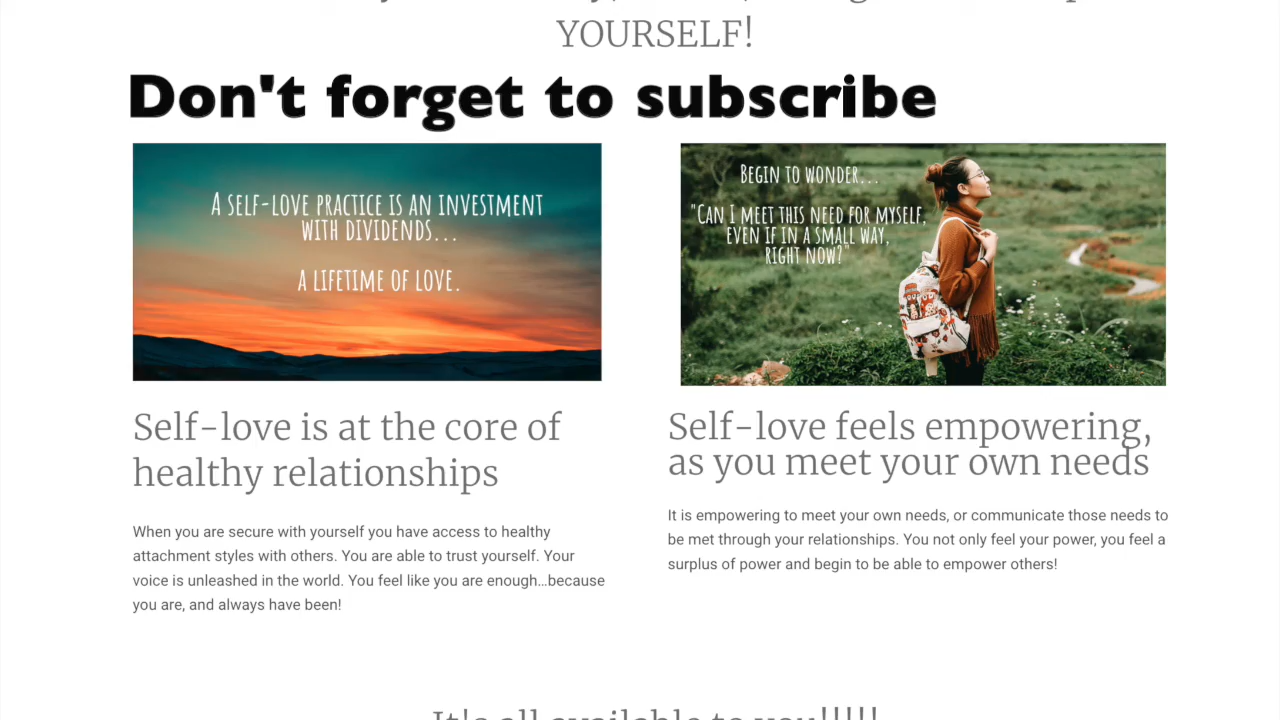 YOURSELF!
Don't forget to subscribe
A SELF-LOVE PRACTICE IS AN INVESTMENT
WITH DIVIDENDS...
A LIFETIME OF LOVE.
Self-love is at the core of
healthy relationships
When you are secure with yourself you have access to healthy
attachment styles with others. You are able to trust yourself. Your
voice is unleashed in the world. You feel like you are enough...because
you are, and always have been!
BEGIN TO WONDER...
"CAN I MEET THIS NEED FOR MYSELF,
EVEN IF IN A SMALL WAY,
RIGHT NOW?"
Self-love feels empowering,
as you meet your own needs
It is empowering to meet your own needs, or communicate those needs to
be met through your relationships. You not only feel your power, you feel a
surplus of power and begin to be able to empower others!
It's all available to you!!!!!